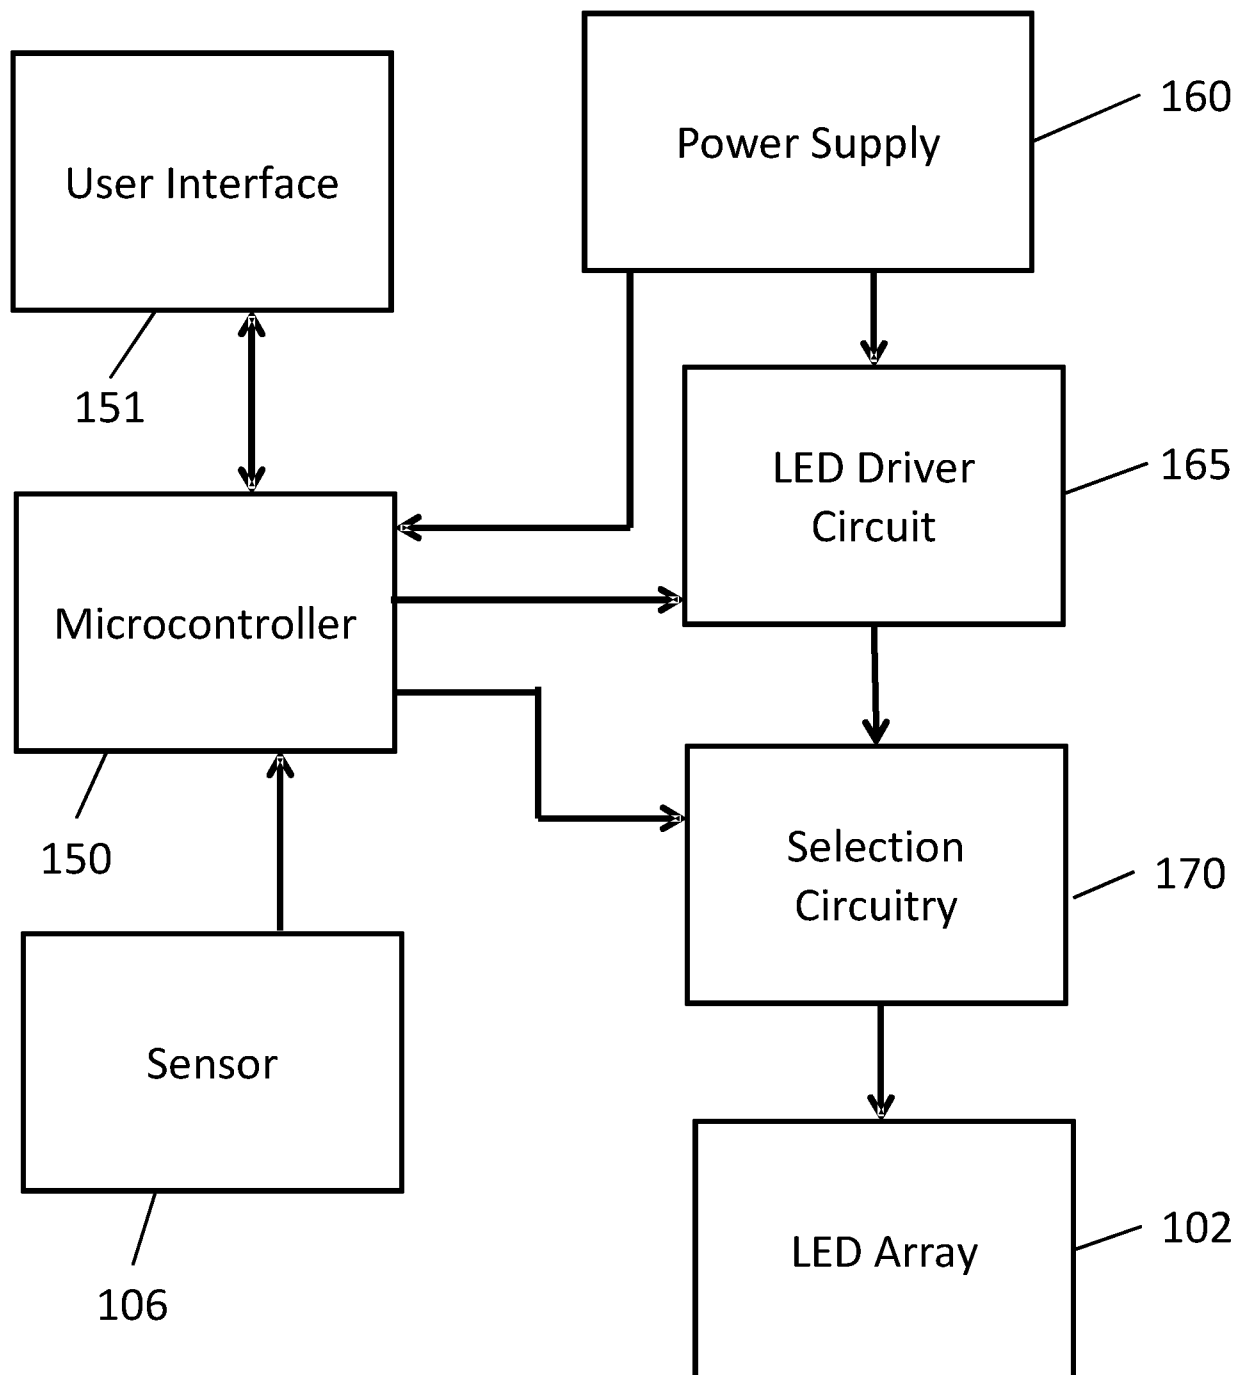 160
Power Supply
User Interface
151
LED Driver
Circuit
165
Microcontroller
150
Selection
Circuitry
170
Sensor
106
LED Array
102